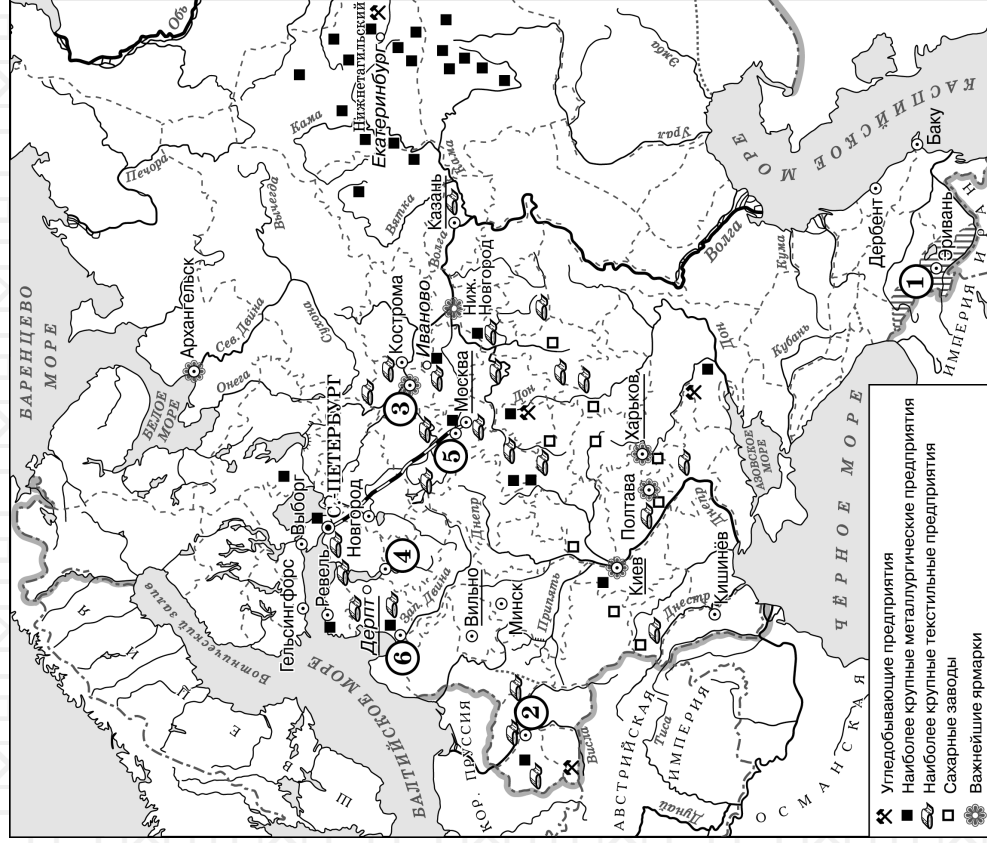 БАРЕНЦЕВО
МОРЕ
Печора
Обь
Архангельск
БЕЛОЕ
МОРЕ
Онега
Сев. Двина
Вычегда
Сухона
Кама
Нижнетагильский
Екатеринбург
Вятка
Кама
Казань
Волга
Ниж.
Новгород
Кострома
Иваново
3
Москва
5
С.-ПЕТЕРБУРГ
Новгород
Выборг
Гельсингфорс
Ревель
Дерпт
4
6
Зап. Двина
Ботнический залив
БАЛТИЙСКОЕ МОРЕ
Ш
В
Е
Ц
И
Я
Вильно
Минск
Припять
Днепр
Киев
Полтава
Харьков
Днепр
Дон
Дон
Днестр
Кишинёв
КОР. ПРУССИЯ
2
Висла
АВСТРИЙСКАЯ
ИМПЕРИЯ
Тиса
Дунай
ОСМАНСКАЯ
ИМПЕРИЯ
ЧЁРНОЕ МОРЕ
АЗОВСКОЕ
МОРЕ
Кубань
Кума
Волга
Урал
Эмба
КАСПИЙСКОЕ
МОРЕ
Дербент
Баку
Эривань
1
ИРАН
Угледобывающие предприятия
Наиболее крупные металлургические предприятия
Наиболее крупные текстильные предприятия
Сахарные заводы
Важнейшие ярмарки